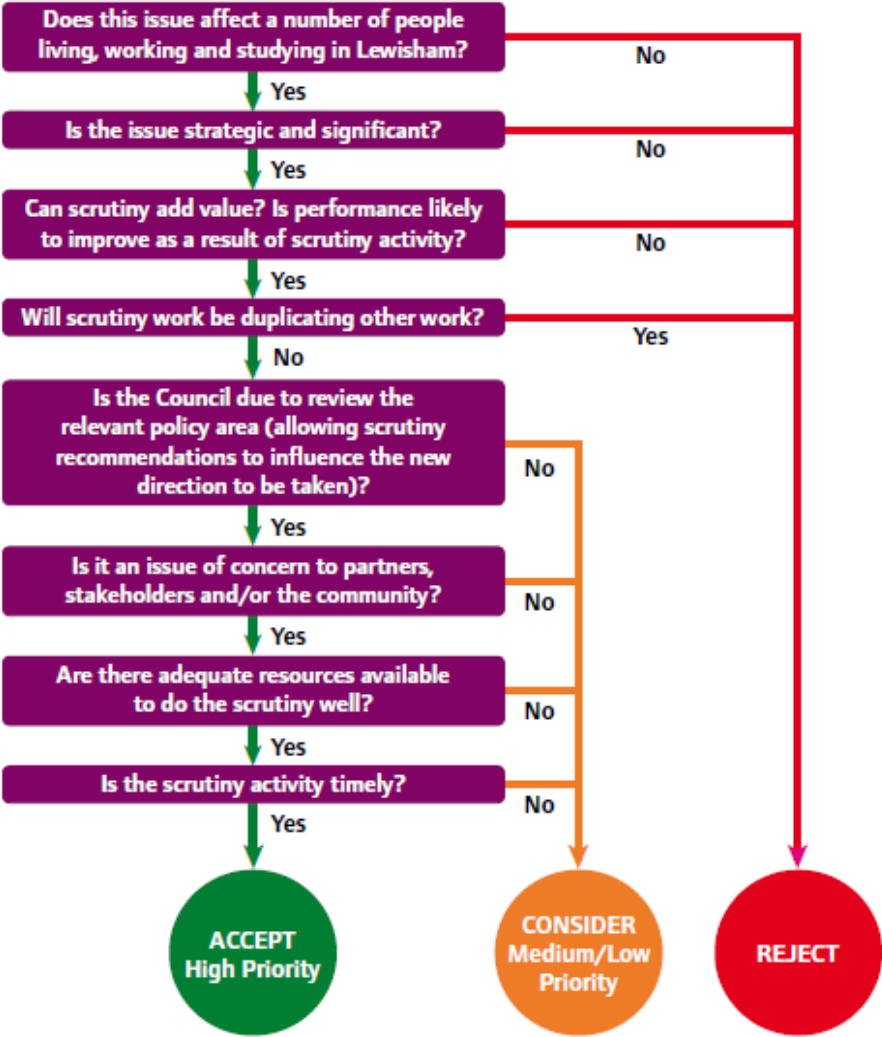 Does this issue affect a number of people
living, working and studying in Lewisham?
No
Yes
Is the issue strategic and significant?
No
Yes
Can scrutiny add value? Is performance likely
to improve as a result of scrutiny activity?
No
Yes
Will scrutiny work be duplicating other work?
Yes
No
Is the Council due to review the
relevant policy area (allowing scrutiny
recommendations to influence the new
direction to be taken)?
No
Yes
Is it an issue of concern to partners,
stakeholders and/or the community?
No
Yes
Are there adequate resources available
to do the scrutiny well?
No
Yes
Is the scrutiny activity timely?
No
Yes
ACCEPT
High Priority
CONSIDER
Medium/Low
Priority
REJECT